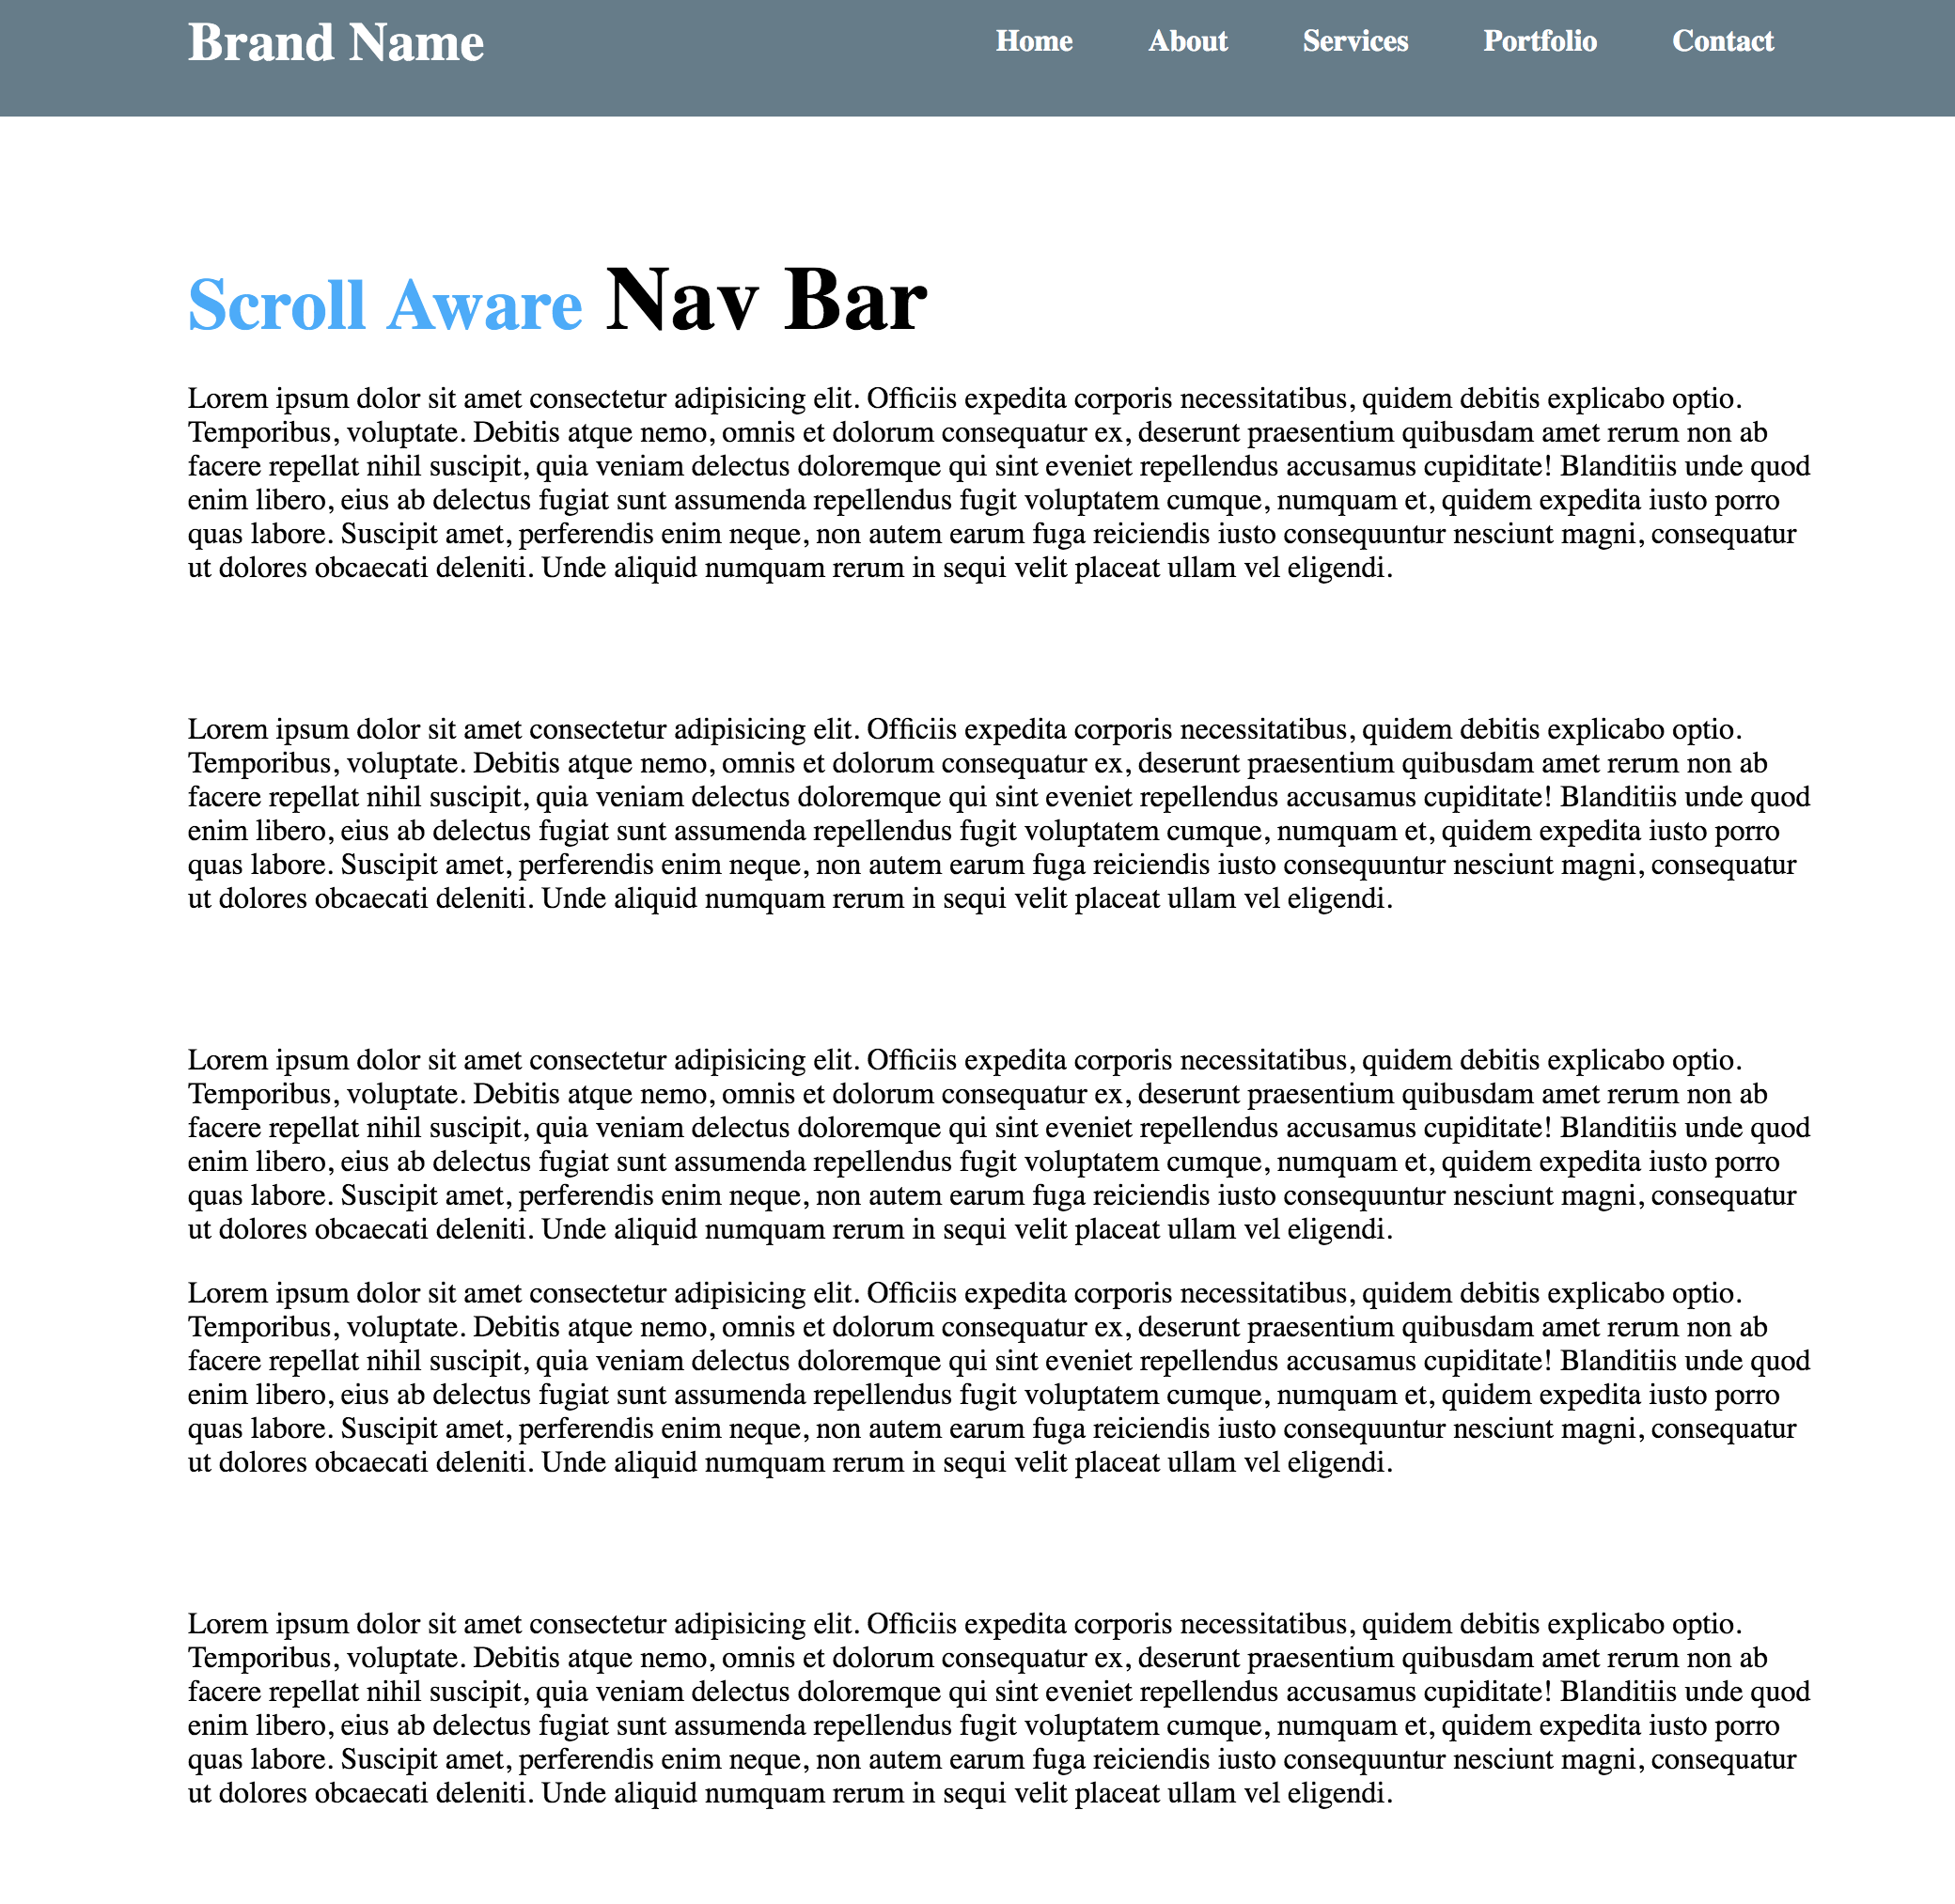 Brand Name
Home About Services Portfolio Contact
Scroll Aware Nav Bar
Lorem ipsum dolor sit amet consectetur adipisicing elit. Officiis expedita corporis necessitatibus, quidem debitis explicabo optio.
Temporibus, voluptate. Debitis atque nemo, omnis et dolorum consequatur ex, deserunt praesentium quibusdam amet rerum non ab
facere repellat nihil suscipit, quia veniam delectus doloremque qui sint eveniet repellendus accusamus cupiditate! Blanditiis unde quod
enim libero, eius ab delectus fugiat sunt assumenda repellendus fugit voluptatem cumque, numquam et, quidem expedita iusto porro
quas labore. Suscipit amet, perferendis enim neque, non autem earum fuga reiciendis iusto consequuntur nesciunt magni, consequatur
ut dolores obcaecati deleniti. Unde aliquid numquam rerum in sequi velit placeat ullam vel eligendi.
Lorem ipsum dolor sit amet consectetur adipisicing elit. Officiis expedita corporis necessitatibus, quidem debitis explicabo optio.
Temporibus, voluptate. Debitis atque nemo, omnis et dolorum consequatur ex, deserunt praesentium quibusdam amet rerum non ab
facere repellat nihil suscipit, quia veniam delectus doloremque qui sint eveniet repellendus accusamus cupiditate! Blanditiis unde quod
enim libero, eius ab delectus fugiat sunt assumenda repellendus fugit voluptatem cumque, numquam et, quidem expedita iusto porro
quas labore. Suscipit amet, perferendis enim neque, non autem earum fuga reiciendis iusto consequuntur nesciunt magni, consequatur
ut dolores obcaecati deleniti. Unde aliquid numquam rerum in sequi velit placeat ullam vel eligendi.
Lorem ipsum dolor sit amet consectetur adipisicing elit. Officiis expedita corporis necessitatibus, quidem debitis explicabo optio.
Temporibus, voluptate. Debitis atque nemo, omnis et dolorum consequatur ex, deserunt praesentium quibusdam amet rerum non ab
facere repellat nihil suscipit, quia veniam delectus doloremque qui sint eveniet repellendus accusamus cupiditate! Blanditiis unde quod
enim libero, eius ab delectus fugiat sunt assumenda repellendus fugit voluptatem cumque, numquam et, quidem expedita iusto porro
quas labore. Suscipit amet, perferendis enim neque, non autem earum fuga reiciendis iusto consequuntur nesciunt magni, consequatur
ut dolores obcaecati deleniti. Unde aliquid numquam rerum in sequi velit placeat ullam vel eligendi.
Lorem ipsum dolor sit amet consectetur adipisicing elit. Officiis expedita corporis necessitatibus, quidem debitis explicabo optio.
Temporibus, voluptate. Debitis atque nemo, omnis et dolorum consequatur ex, deserunt praesentium quibusdam amet rerum non ab
facere repellat nihil suscipit, quia veniam delectus doloremque qui sint eveniet repellendus accusamus cupiditate! Blanditiis unde quod
enim libero, eius ab delectus fugiat sunt assumenda repellendus fugit voluptatem cumque, numquam et, quidem expedita iusto porro
quas labore. Suscipit amet, perferendis enim neque, non autem earum fuga reiciendis iusto consequuntur nesciunt magni, consequatur
ut dolores obcaecati deleniti. Unde aliquid numquam rerum in sequi velit placeat ullam vel eligendi.
Lorem ipsum dolor sit amet consectetur adipisicing elit. Officiis expedita corporis necessitatibus, quidem debitis explicabo optio.
Temporibus, voluptate. Debitis atque nemo, omnis et dolorum consequatur ex, deserunt praesentium quibusdam amet rerum non ab
facere repellat nihil suscipit, quia veniam delectus doloremque qui sint eveniet repellendus accusamus cupiditate! Blanditiis unde quod
enim libero, eius ab delectus fugiat sunt assumenda repellendus fugit voluptatem cumque, numquam et, quidem expedita iusto porro
quas labore. Suscipit amet, perferendis enim neque, non autem earum fuga reiciendis iusto consequuntur nesciunt magni, consequatur
ut dolores obcaecati deleniti. Unde aliquid numquam rerum in sequi velit placeat ullam vel eligendi.